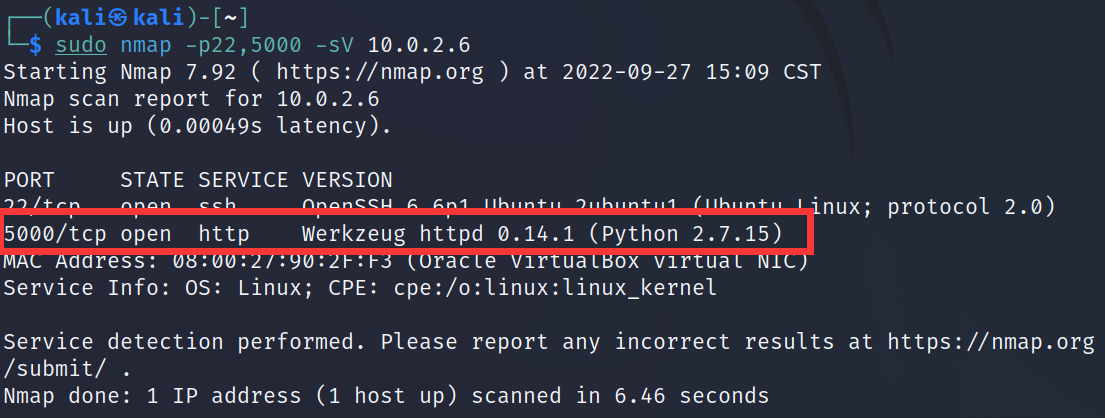 ┌──(kali㉿kali)-[~]
└─$ sudo nmap -p22,5000 -sV 10.0.2.6
Starting Nmap 7.92 ( https://nmap.org ) at 2022-09-27 15:09 CST
Nmap scan report for 10.0.2.6
Host is up (0.00049s latency).
PORT     STATE SERVICE VERSION
22/tcp   open  ssh     OpenSSH 6.6p1 Ubuntu 2ubuntu1 (Ubuntu Linux; protocol 2.0)
5000/tcp open  http    Werkzeug httpd 0.14.1 (Python 2.7.15)
MAC Address: 08:00:27:90:2F:F3 (Oracle VirtualBox virtual NIC)
Service Info: OS: Linux; CPE: cpe:/o:linux:linux_kernel
Service detection performed. Please report any incorrect results at https://nmap.org
/submit/ .
Nmap done: 1 IP address (1 host up) scanned in 6.46 seconds